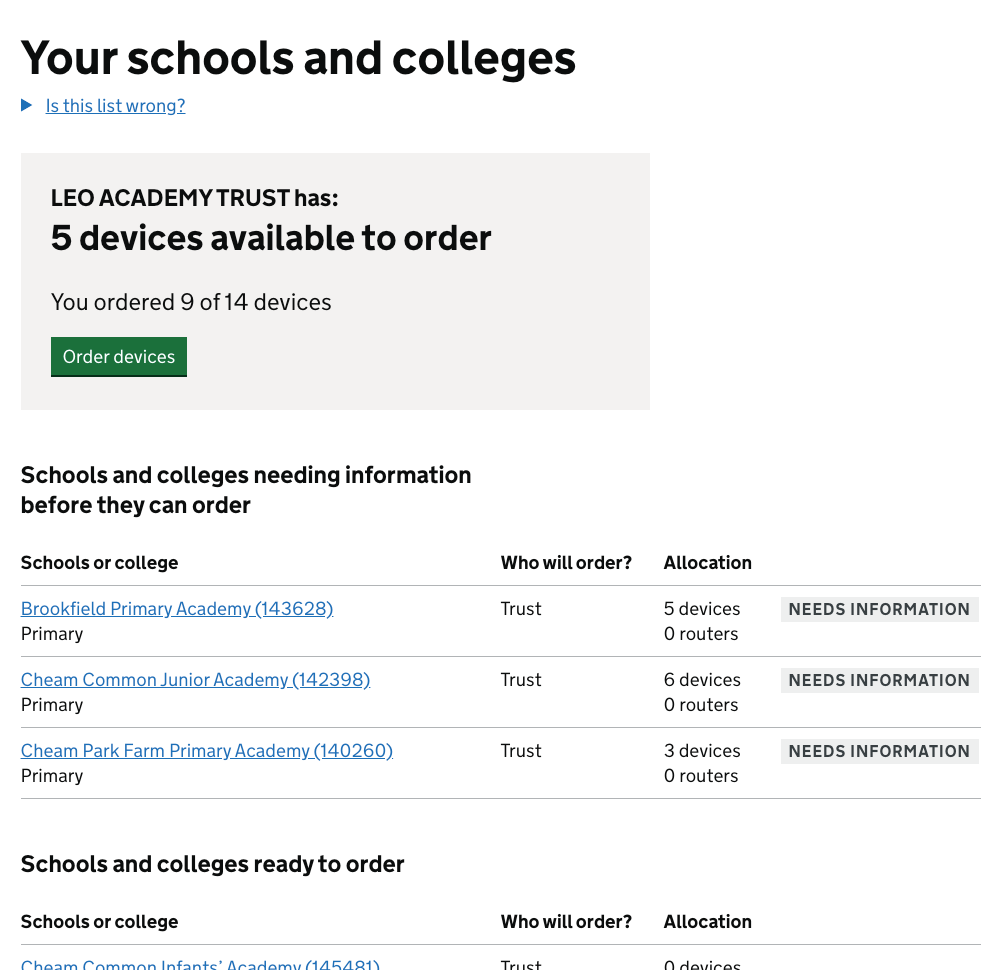 Your schools and colleges
Is this list wrong?
LEO ACADEMY TRUST has:
5 devices available to order
You ordered 9 of 14 devices
Order devices
Schools and colleges needing information
before they can order
Schools or college Who will order? Allocation
Brookfield Primary Academy (143628) Trust 5 devices NEEDS INFORMATION
Primary 0 routers
Cheam Common Junior Academy (142398) Trust 6 devices NEEDS INFORMATION
Primary 0 routers
Cheam Park Farm Primary Academy (140260) Trust 3 devices NEEDS INFORMATION
Primary 0 routers
Schools and colleges ready to order
Schools or college Who will order? Allocation
Cheam Common Infants’ Academy (145481) Trust 0 devices